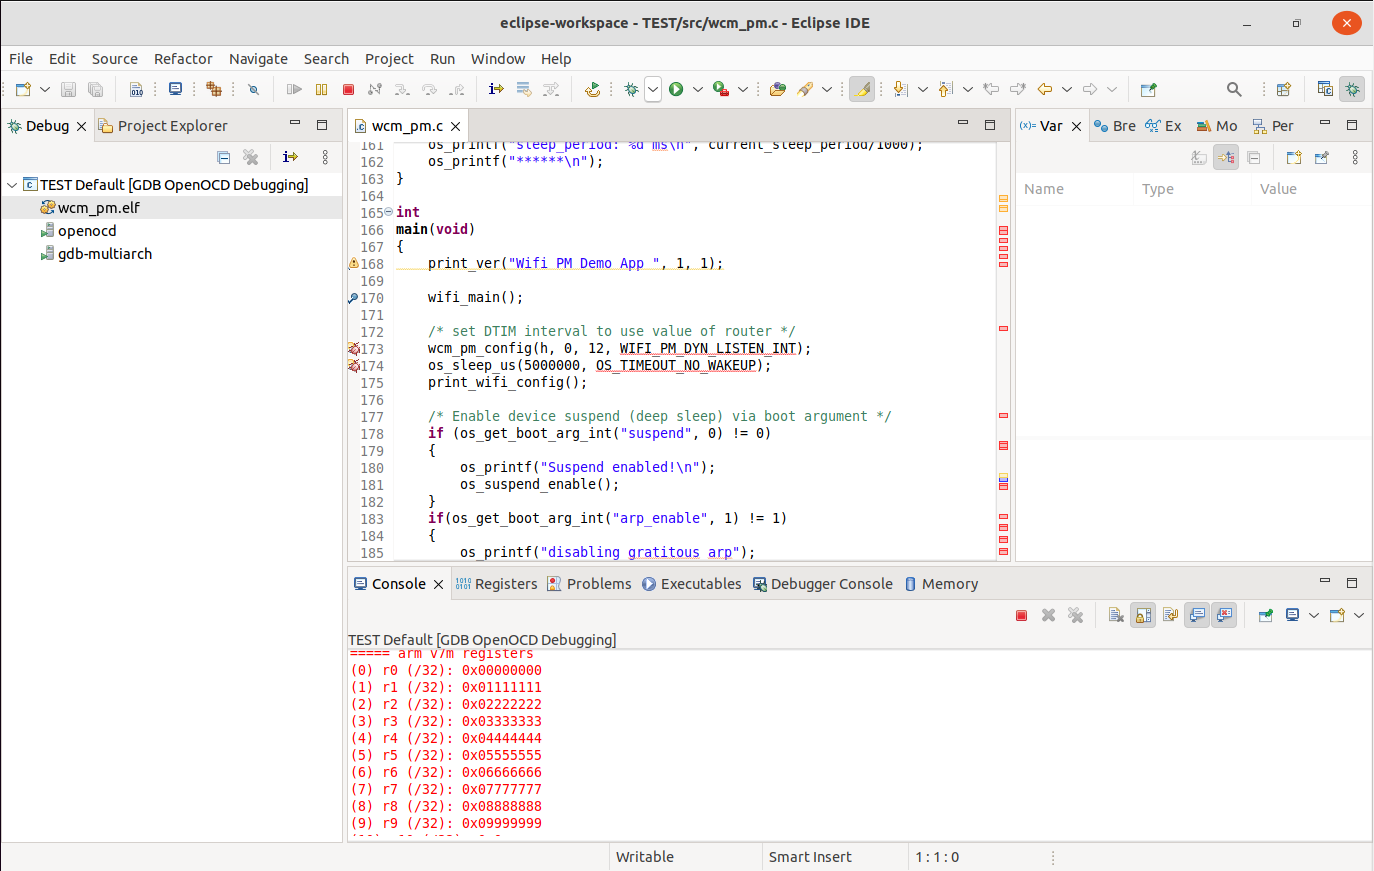 eclipse-workspace - TEST/src/wcm_pm.c - Eclipse IDE
File Edit Source Refactor Navigate Search Project Run Window Help
Debug Project Explorer
TEST Default [GDB OpenOCD Debugging]
wcm_pm.elf
openocd
gdb-multiarch
wcm_pm.c
161 os_printf("sleep_period: %d ms\n", current_sleep_period/1000);
162 os_printf("******\n");
163 }
164
165 int
166 main(void)
167 {
168 print_ver("Wifi PM Demo App ", 1, 1);
169
170 wifi_main();
171
172 /* set DTIM interval to use value of router */
173 wcm_pm_config(h, 0, 12, WIFI_PM_DYN_LISTEN_INT);
174 os_sleep_us(5000000, OS_TIMEOUT_NO_WAKEUP);
175 print_wifi_config();
176
177 /* Enable device suspend (deep sleep) via boot argument */
178 if (os_get_boot_arg_int("suspend", 0) != 0)
179 {
180 os_printf("Suspend enabled!\n");
181 os_suspend_enable();
182 }
183 if(os_get_boot_arg_int("arp_enable", 1) != 1)
184 {
185 os_printf("disabling gratitous arp");
(x)= Var Bre Ex Mo Per
Name Type Value
Console Registers Problems Executables Debugger Console Memory
TEST Default [GDB OpenOCD Debugging]
===== arm v7m registers
(0) r0 (/32): 0x00000000
(1) r1 (/32): 0x01111111
(2) r2 (/32): 0x02222222
(3) r3 (/32): 0x03333333
(4) r4 (/32): 0x04444444
(5) r5 (/32): 0x05555555
(6) r6 (/32): 0x06666666
(7) r7 (/32): 0x07777777
(8) r8 (/32): 0x08888888
(9) r9 (/32): 0x09999999
Writable Smart Insert 1 : 1 : 0